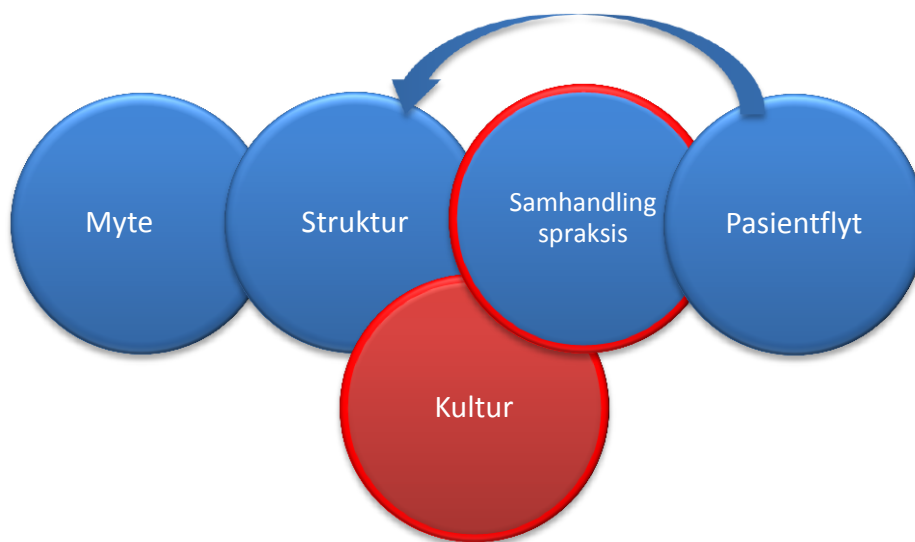 Myte
Struktur
Samhandling
spraksis
Pasientflyt
Kultur